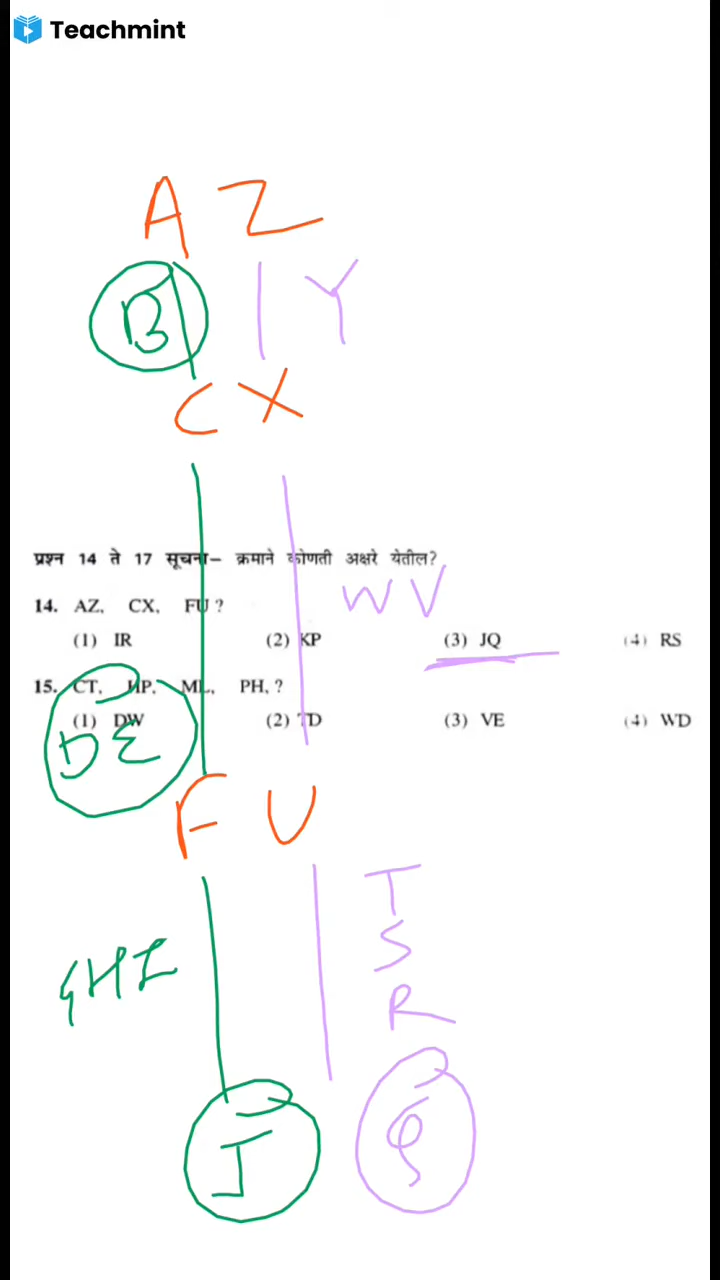 Teachmint
A Z
B Y
C X
प्रश्न 14 ते 17 सूचना– क्रमाने कोणती अक्षरे येतील?
W V
14. AZ, CX, FU ?
(1) IR (2) KP (3) JQ (4) RS
15. CT, HP, ML, PH, ?
(1) DW (2) TD (3) VE (4) WD
D E
F U
T
S
G H I
R
J Q